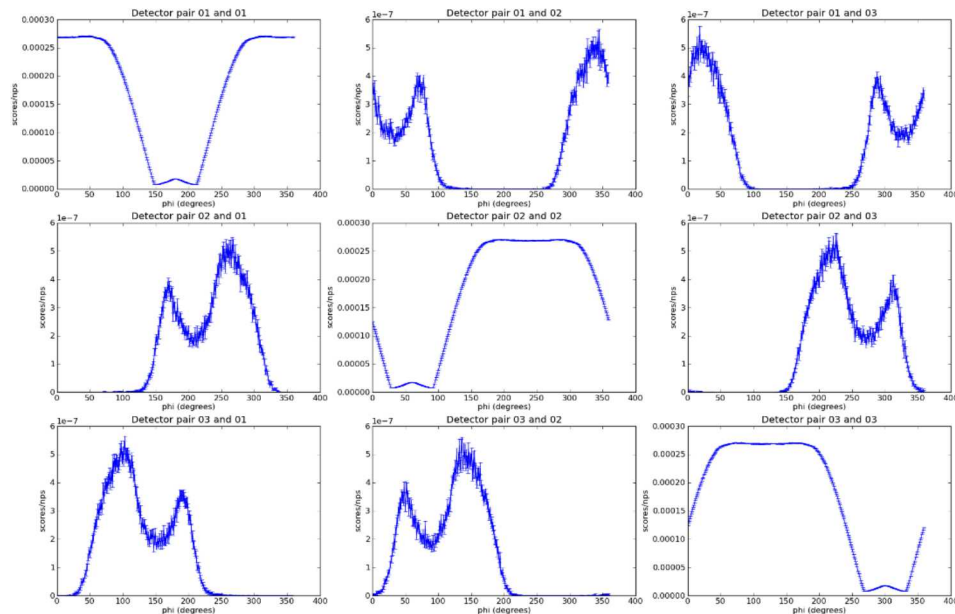 Detector pair 01 and 01
0.00030
0.00025
0.00020
0.00015
0.00010
0.00005
0.00000
scores/nps
0 50 100 150 200 250 300 350 400
phi (degrees)
Detector pair 01 and 02
1e−7
6
5
4
3
2
1
0
scores/nps
0 50 100 150 200 250 300 350 400
phi (degrees)
Detector pair 01 and 03
1e−7
6
5
4
3
2
1
0
scores/nps
0 50 100 150 200 250 300 350 400
phi (degrees)
Detector pair 02 and 01
1e−7
6
5
4
3
2
1
0
scores/nps
0 50 100 150 200 250 300 350 400
phi (degrees)
Detector pair 02 and 02
0.00030
0.00025
0.00020
0.00015
0.00010
0.00005
0.00000
scores/nps
0 50 100 150 200 250 300 350 400
phi (degrees)
Detector pair 02 and 03
1e−7
6
5
4
3
2
1
0
scores/nps
0 50 100 150 200 250 300 350 400
phi (degrees)
Detector pair 03 and 01
1e−7
6
5
4
3
2
1
0
scores/nps
0 50 100 150 200 250 300 350 400
phi (degrees)
Detector pair 03 and 02
1e−7
6
5
4
3
2
1
0
scores/nps
0 50 100 150 200 250 300 350 400
phi (degrees)
Detector pair 03 and 03
0.00030
0.00025
0.00020
0.00015
0.00010
0.00005
0.00000
scores/nps
0 50 100 150 200 250 300 350 400
phi (degrees)